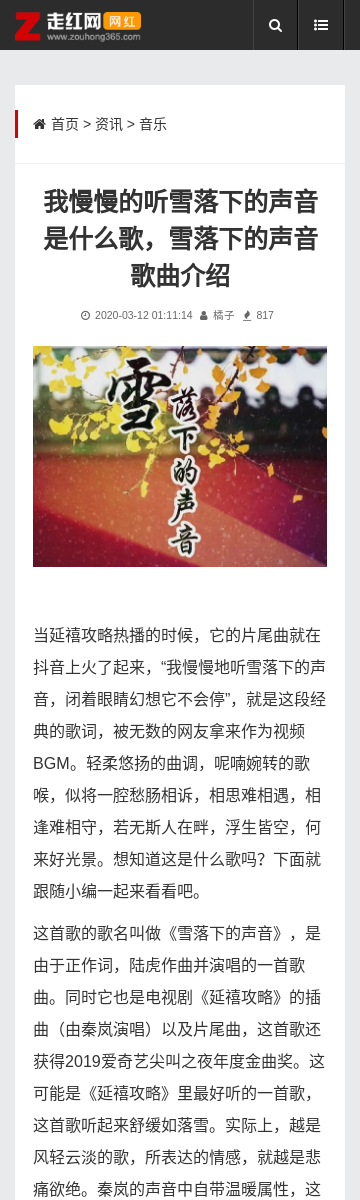 走红网 网红
www.zouhong365.com
首页 > 资讯 > 音乐
我慢慢的听雪落下的声音
是什么歌，雪落下的声音
歌曲介绍
2020-03-12 01:11:14 橘子 817
雪
落下的声音
当延禧攻略热播的时候，它的片尾曲就在
抖音上火了起来，“我慢慢地听雪落下的声
音，闭着眼睛幻想它不会停”，就是这段经
典的歌词，被无数的网友拿来作为视频
BGM。轻柔悠扬的曲调，呢喃婉转的歌
喉，似将一腔愁肠相诉，相思难相遇，相
逢难相守，若无斯人在畔，浮生皆空，何
来好光景。想知道这是什么歌吗？下面就
跟随小编一起来看看吧。
这首歌的歌名叫做《雪落下的声音》，是
由于正作词，陆虎作曲并演唱的一首歌
曲。同时它也是电视剧《延禧攻略》的插
曲（由秦岚演唱）以及片尾曲，这首歌还
获得2019爱奇艺尖叫之夜年度金曲奖。这
可能是《延禧攻略》里最好听的一首歌，
这首歌听起来舒缓如落雪。实际上，越是
风轻云淡的歌，所表达的情感，就越是悲
痛欲绝。秦岚的声音中自带温暖属性，这